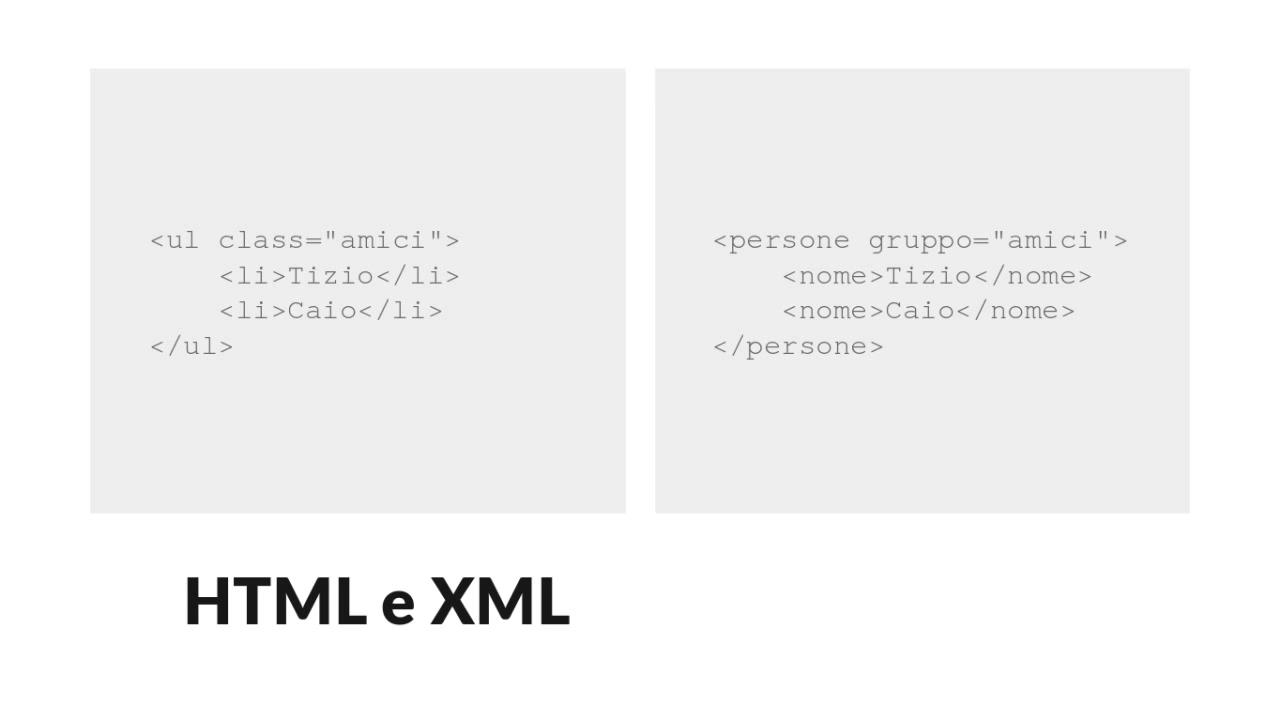 <ul class="amici">
    <li>Tizio</li>
    <li>Caio</li>
</ul>
<persone gruppo="amici">
    <nome>Tizio</nome>
    <nome>Caio</nome>
</persone>
HTML e XML